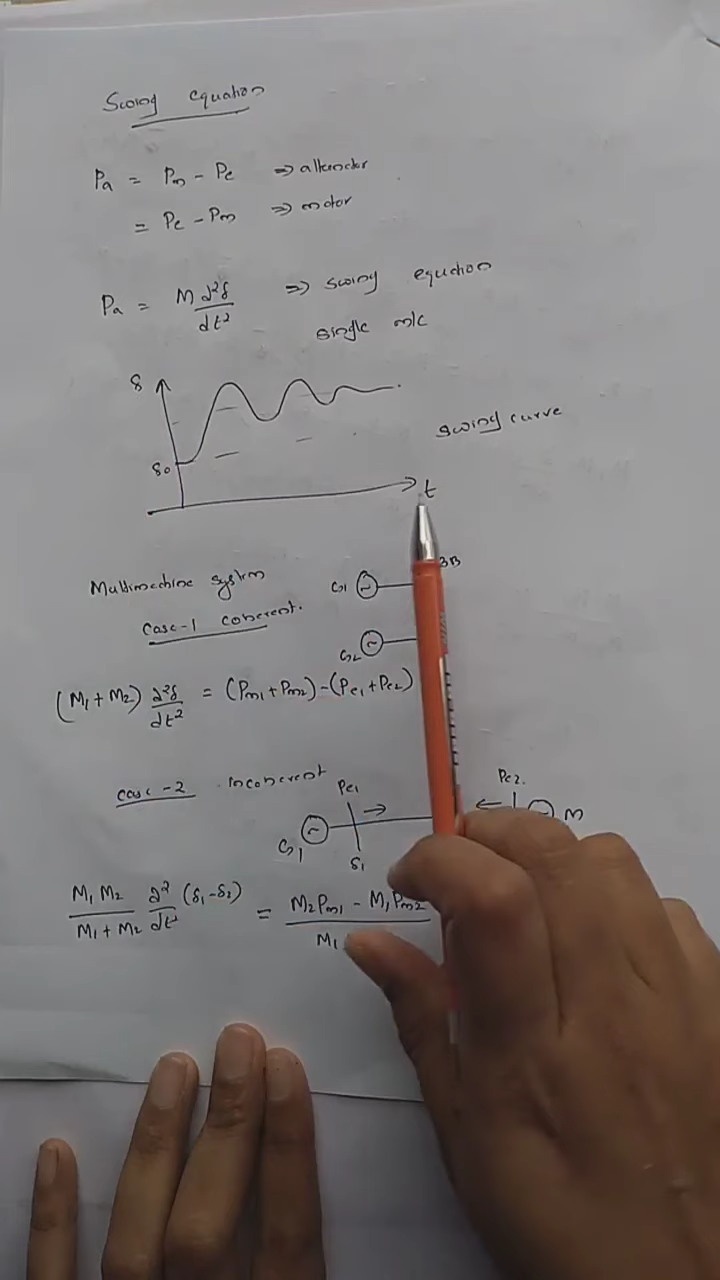 Swing equation
Pa = Pm - Pe => alternator
= Pe - Pm => motor
Pa = M d²δ/dt² => swing equation
single m/c
δ
δ0
swing curve
t
Multimachine system
G1
Case-1 coherent.
G2
(M1 + M2) d²δ/dt² = (Pm1 + Pm2) - (Pe1 + Pe2)
Case-2 incoherent
Pe1
Pe2.
G1
M
δ1
M1 M2/M1 + M2 d²/dt² (δ1 - δ2) = M2Pm1 - M1Pm2/M1